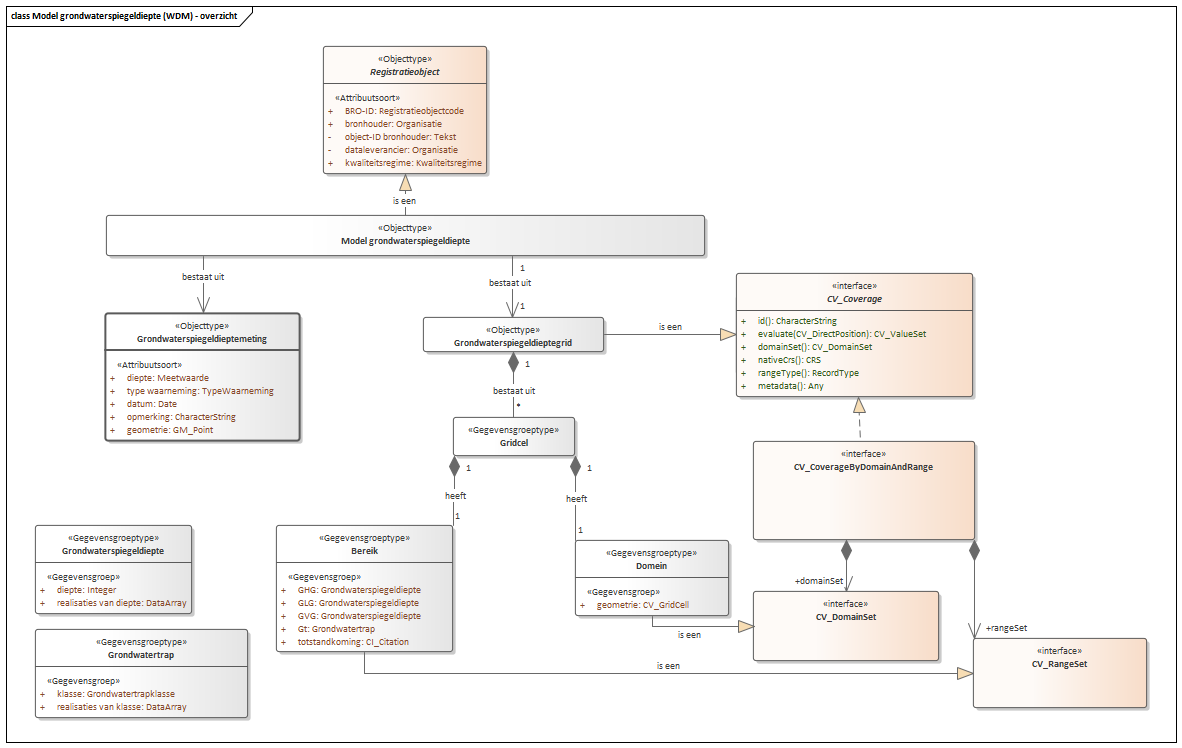 class Model grondwaterspiegeldiepte (WDM) - overzicht
«Objecttype»
Registratieobject
«Attribuutsoort»
+ BRO-ID: Registratieobjectcode
+ bronhouder: Organisatie
- object-ID bronhouder: Tekst
- dataleverancier: Organisatie
+ kwaliteitsregime: Kwaliteitsregime
is een
«Objecttype»
Model grondwaterspiegeldiepte
bestaat uit
1
bestaat uit
1
«Objecttype»
Grondwaterspiegeldieptemeting
«Attribuutsoort»
+ diepte: Meetwaarde
+ type waarneming: TypeWaarneming
+ datum: Date
+ opmerking: CharacterString
+ geometrie: GM_Point
«Objecttype»
Grondwaterspiegeldieptegrid
is een
«interface»
CV_Coverage
+ id(): CharacterString
+ evaluate(CV_DirectPosition): CV_ValueSet
+ domainSet(): CV_DomainSet
+ nativeCrs(): CRS
+ rangeType(): RecordType
+ metadata(): Any
1
bestaat uit
*
«Gegevensgroeptype»
Gridcel
1
heeft
1
1
heeft
1
«interface»
CV_CoverageByDomainAndRange
«Gegevensgroeptype»
Grondwaterspiegeldiepte
«Gegevensgroep»
+ diepte: Integer
+ realisaties van diepte: DataArray
«Gegevensgroeptype»
Bereik
«Gegevensgroep»
+ GHG: Grondwaterspiegeldiepte
+ GLG: Grondwaterspiegeldiepte
+ GVG: Grondwaterspiegeldiepte
+ Gt: Grondwatertrap
+ totstandkoming: CI_Citation
«Gegevensgroeptype»
Domein
«Gegevensgroep»
+ geometrie: CV_GridCell
is een
+domainSet
«interface»
CV_DomainSet
+rangeSet
«interface»
CV_RangeSet
is een
«Gegevensgroeptype»
Grondwatertrap
«Gegevensgroep»
+ klasse: Grondwatertrapklasse
+ realisaties van klasse: DataArray